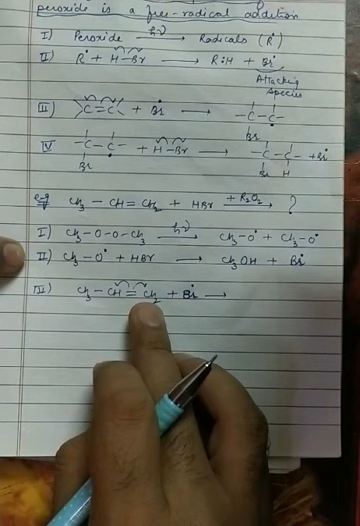 peroxide is a free-radical addition
I) Peroxide —hν→ Radicals (R•)
II) R• + H–Br → R:H + Br•
Attacking
Species
III) >C=C< + Br• → –C–C–
Br
IV –C–C– + H–Br → –C–C– + Br•
Br Br H
eg CH3 – CH = CH2 + HBr —+R2O2→ ?
I) CH3–O–O–CH3 —hν→ CH3–O• + CH3–O•
II) CH3–O• + HBr → CH3OH + Br•
III) CH3 – CH = CH2 + Br• →